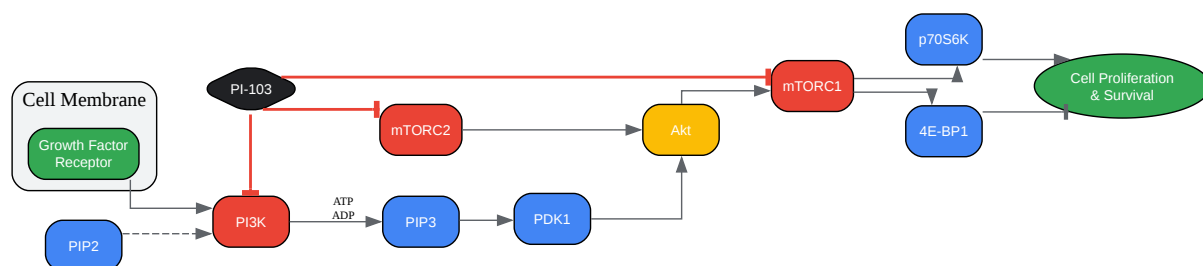 Cell Membrane
Growth Factor
Receptor
PIP2
PI-103
PI3K
ATP
ADP
mTORC2
PIP3
PDK1
Akt
mTORC1
p70S6K
4E-BP1
Cell Proliferation
& Survival